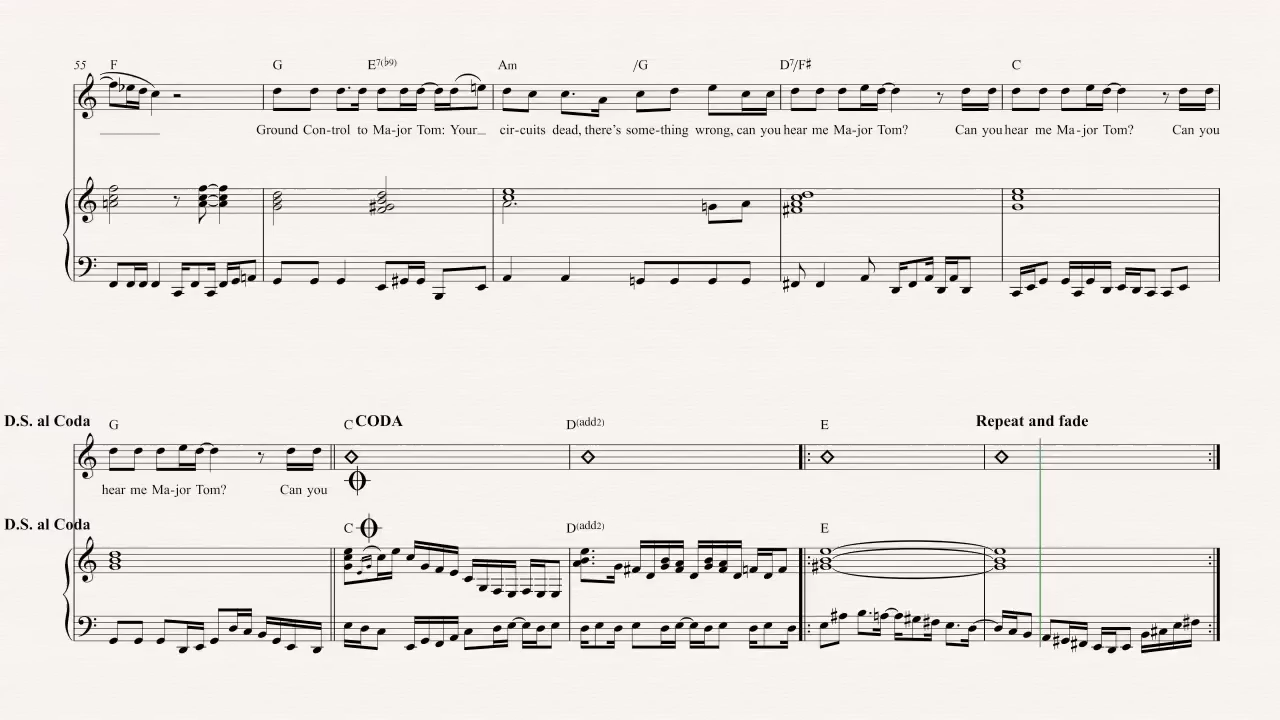 55 F G E7(♭9) Am /G D7/F♯ C
Ground Con-trol to Ma-jor Tom: Your_ cir-cuits dead, there's some-thing wrong, can you hear me Ma-jor Tom? Can you hear me Ma-jor Tom? Can you
D.S. al Coda G C CODA D(add2) E Repeat and fade
hear me Ma-jor Tom? Can you
D.S. al Coda C D(add2) E